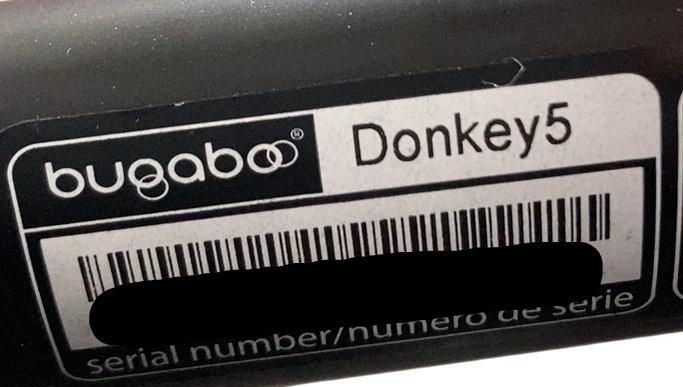 bugaboo® Donkey5
serial number/numero de serie